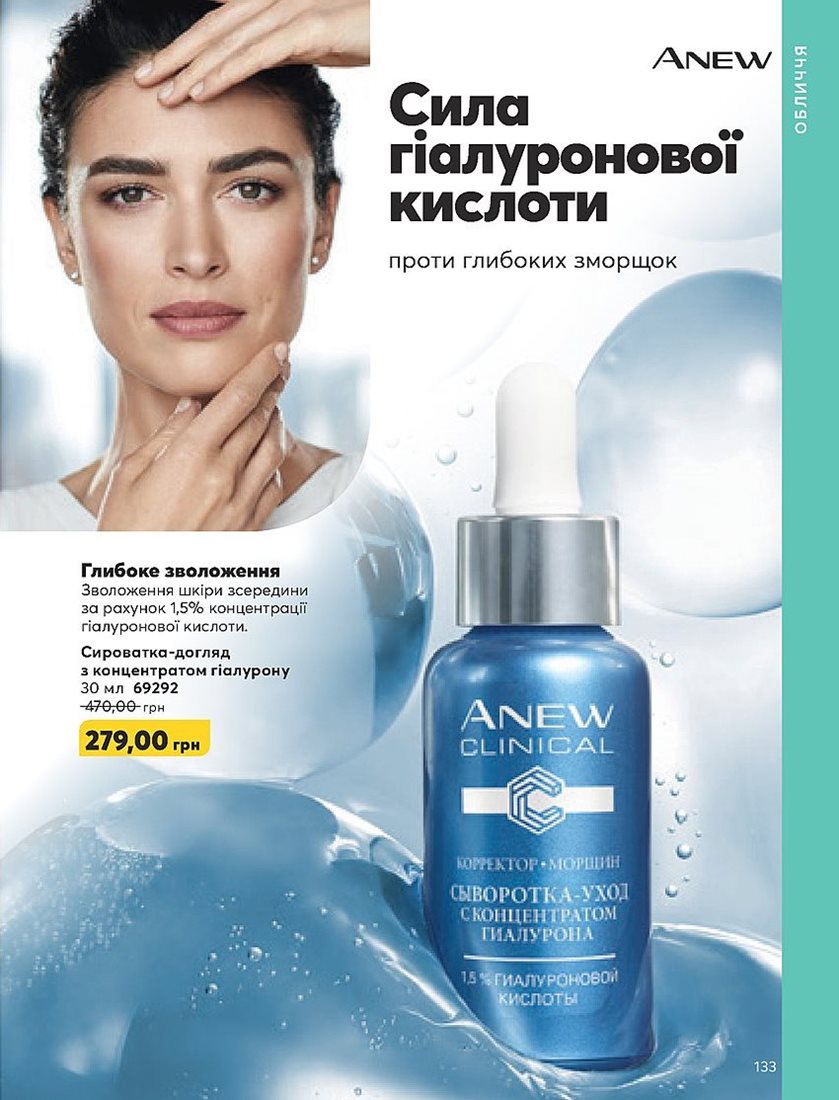 ANEW
ОБЛИЧЧЯ
Сила
гіалуронової
кислоти
проти глибоких зморщок
Глибоке зволоження
Зволоження шкіри зсередини
за рахунок 1,5% концентрації
гіалуронової кислоти.
Сироватка-догляд
з концентратом гіалурону
30 мл 69292
470,00 грн
279,00 грн
ANEW
CLINICAL
КОРРЕКТОР • МОРЩИН
СЫВОРОТКА-УХОД
С КОНЦЕНТРАТОМ
ГИАЛУРОНА
1,5 % ГИАЛУРОНОВОЙ
КИСЛОТЫ
133